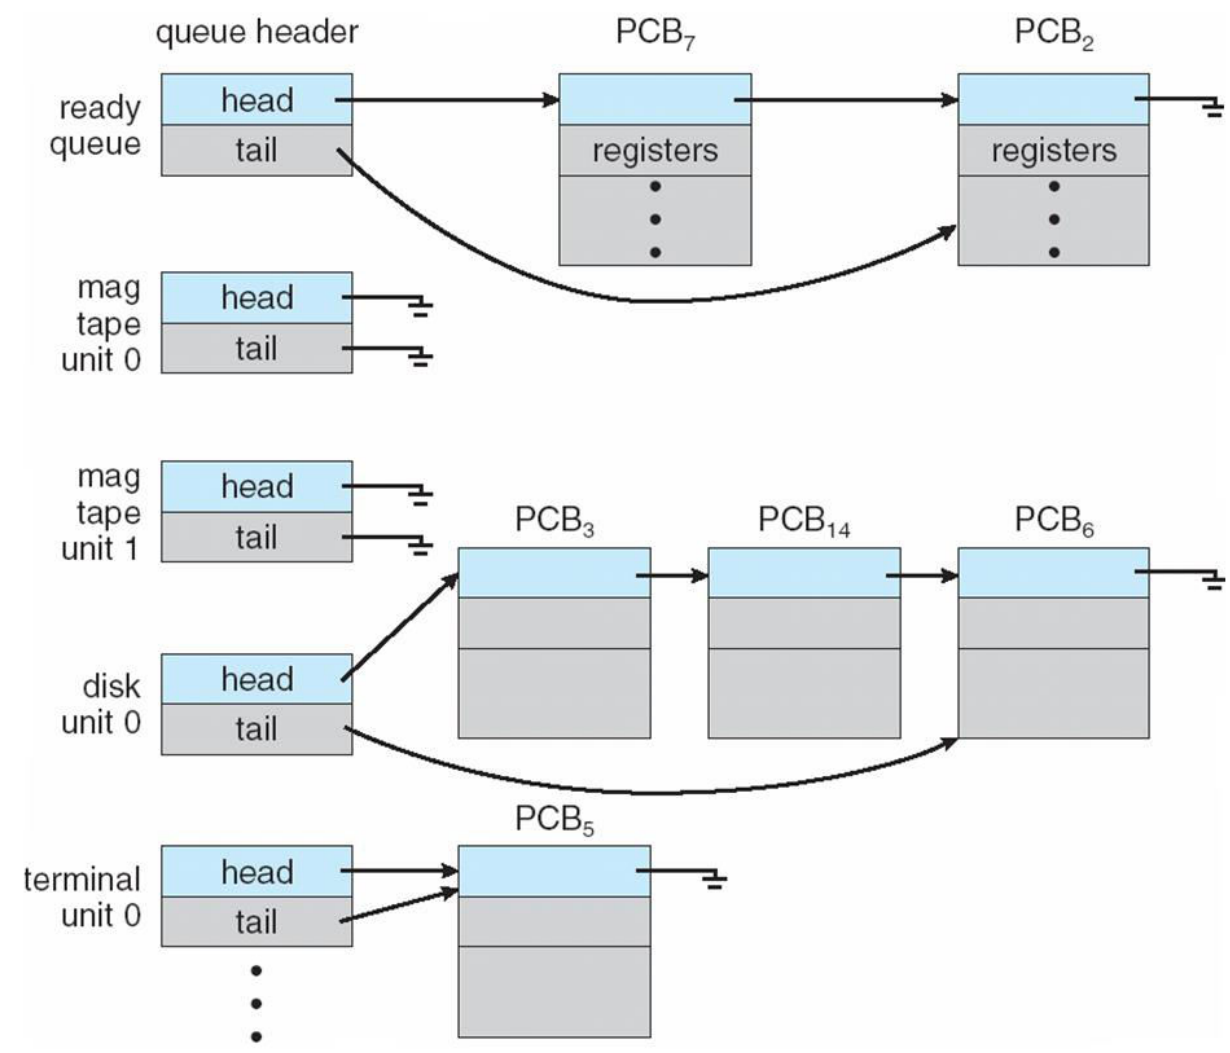 queue header
PCB7
PCB2
ready
queue
head
tail
registers
registers
mag
tape
unit 0
head
tail
mag
tape
unit 1
head
tail
PCB3
PCB14
PCB6
disk
unit 0
head
tail
PCB5
terminal
unit 0
head
tail